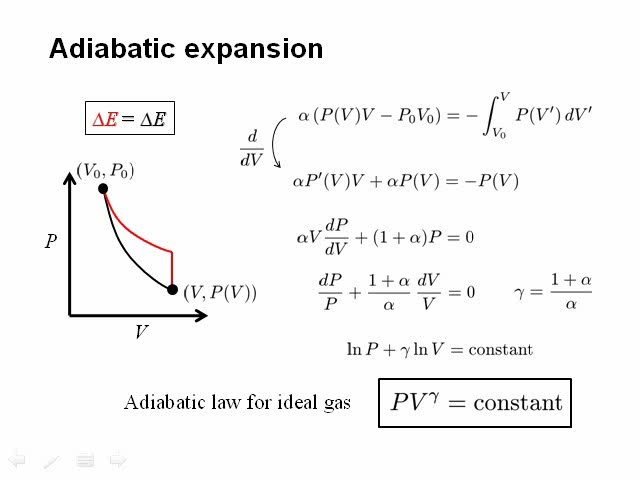 Adiabatic expansion
ΔE = ΔE
α (P(V)V − P₀V₀) = − ∫_{V₀}^{V} P(V′) dV′
d/dV
(V₀, P₀)
αP′(V)V + αP(V) = −P(V)
P
αV dP/dV + (1 + α)P = 0
(V, P(V))
dP/P + (1 + α)/α dV/V = 0
γ = (1 + α)/α
V
ln P + γ ln V = constant
Adiabatic law for ideal gas
PV^γ = constant